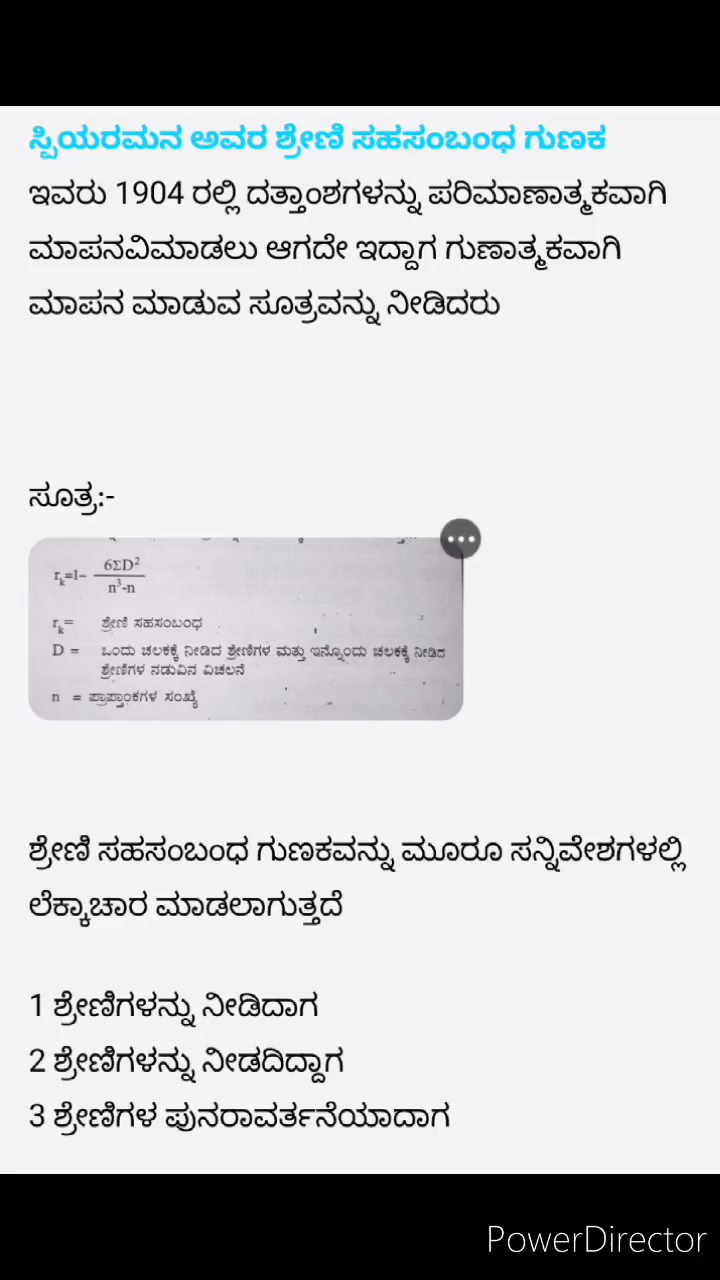 ಸ್ಪಿಯರಮನ ಅವರ ಶ್ರೇಣಿ ಸಹಸಂಬಂಧ ಗುಣಕ
ಇವರು 1904 ರಲ್ಲಿ ದತ್ತಾಂಶಗಳನ್ನು ಪರಿಮಾಣಾತ್ಮಕವಾಗಿ
ಮಾಪನವಿಮಾಡಲು ಆಗದೇ ಇದ್ದಾಗ ಗುಣಾತ್ಮಕವಾಗಿ
ಮಾಪನ ಮಾಡುವ ಸೂತ್ರವನ್ನು ನೀಡಿದರು
ಸೂತ್ರ:-
rₖ=1– 6ΣD² / n³-n
rₖ= ಶ್ರೇಣಿ ಸಹಸಂಬಂಧ
D = ಒಂದು ಚಲಕಕ್ಕೆ ನೀಡಿದ ಶ್ರೇಣಿಗಳ ಮತ್ತು ಇನ್ನೊಂದು ಚಲಕಕ್ಕೆ ನೀಡಿದ
ಶ್ರೇಣಿಗಳ ನಡುವಿನ ವಿಚಲನೆ
n = ಪ್ರಾಪ್ತಾಂಕಗಳ ಸಂಖ್ಯೆ
ಶ್ರೇಣಿ ಸಹಸಂಬಂಧ ಗುಣಕವನ್ನು ಮೂರೂ ಸನ್ನಿವೇಶಗಳಲ್ಲಿ
ಲೆಕ್ಕಾಚಾರ ಮಾಡಲಾಗುತ್ತದೆ
1 ಶ್ರೇಣಿಗಳನ್ನು ನೀಡಿದಾಗ
2 ಶ್ರೇಣಿಗಳನ್ನು ನೀಡದಿದ್ದಾಗ
3 ಶ್ರೇಣಿಗಳ ಪುನರಾವರ್ತನೆಯಾದಾಗ
PowerDirector